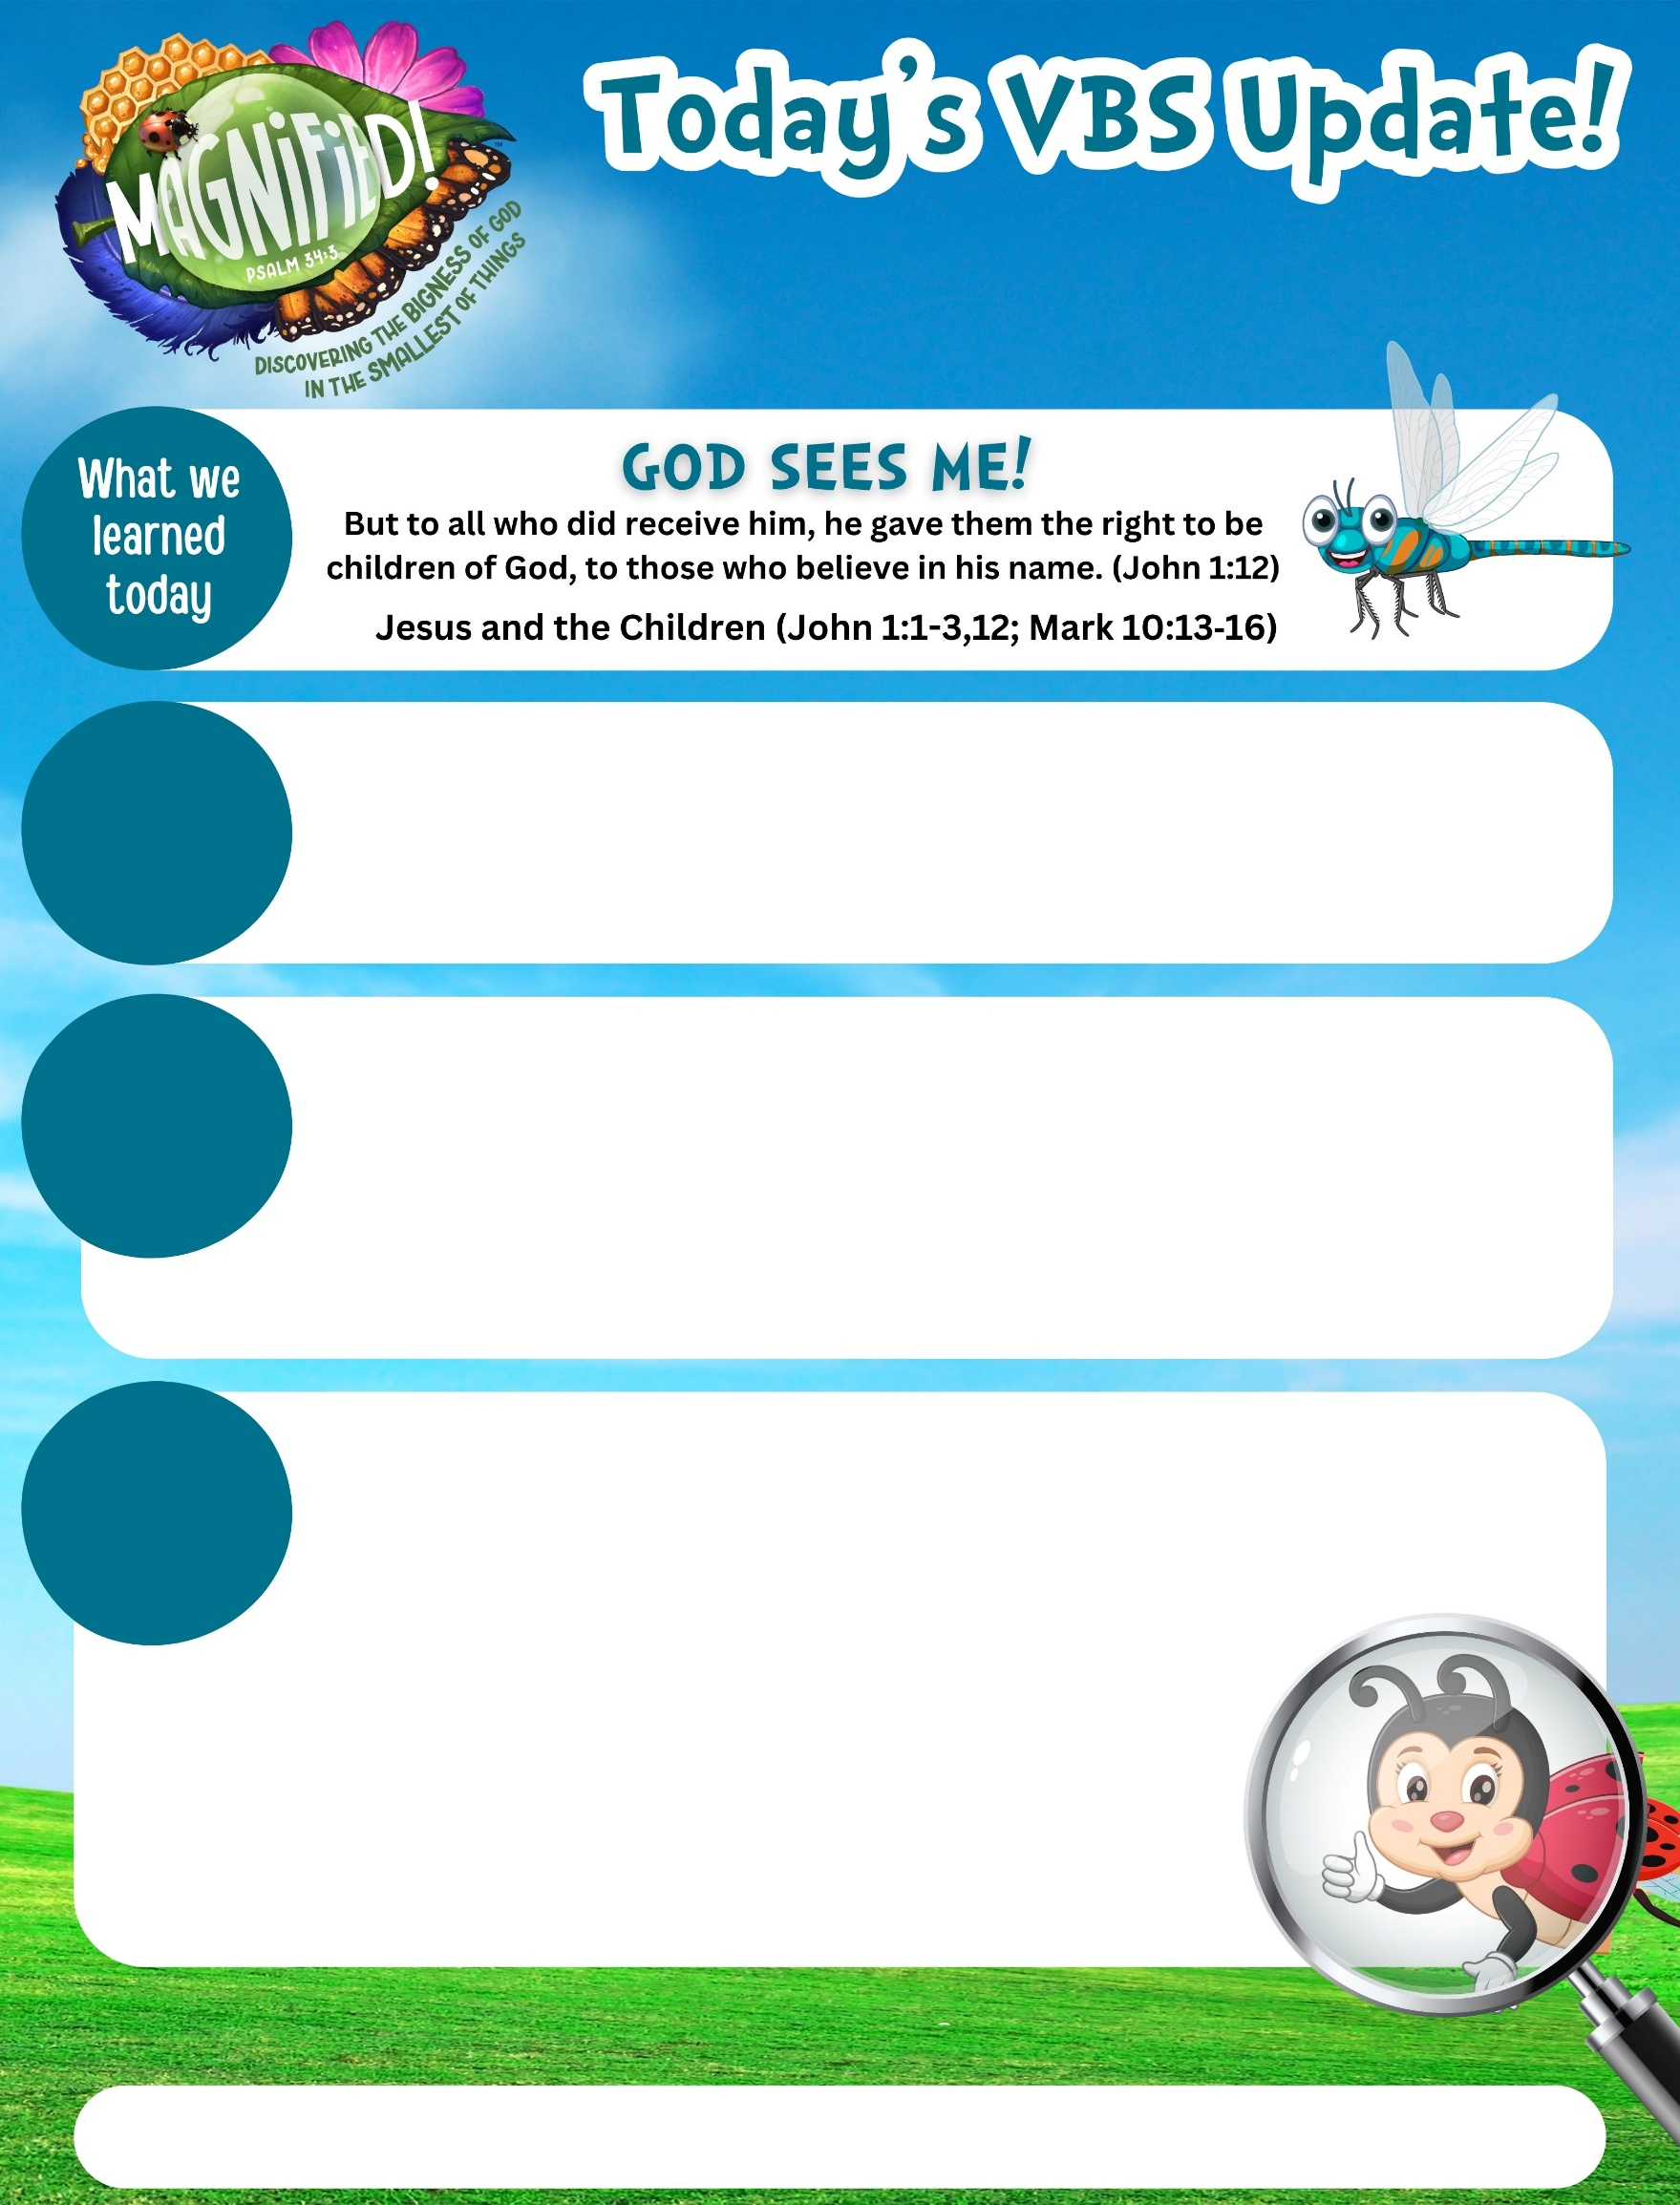 MAGNiFiED!
PSALM 34:3
DISCOVERING THE BIGNESS OF GOD
IN THE SMALLEST OF THINGS
Today's VBS Update!
What we
learned
today
GOD SEES ME!
But to all who did receive him, he gave them the right to be
children of God, to those who believe in his name. (John 1:12)
Jesus and the Children (John 1:1-3,12; Mark 10:13-16)